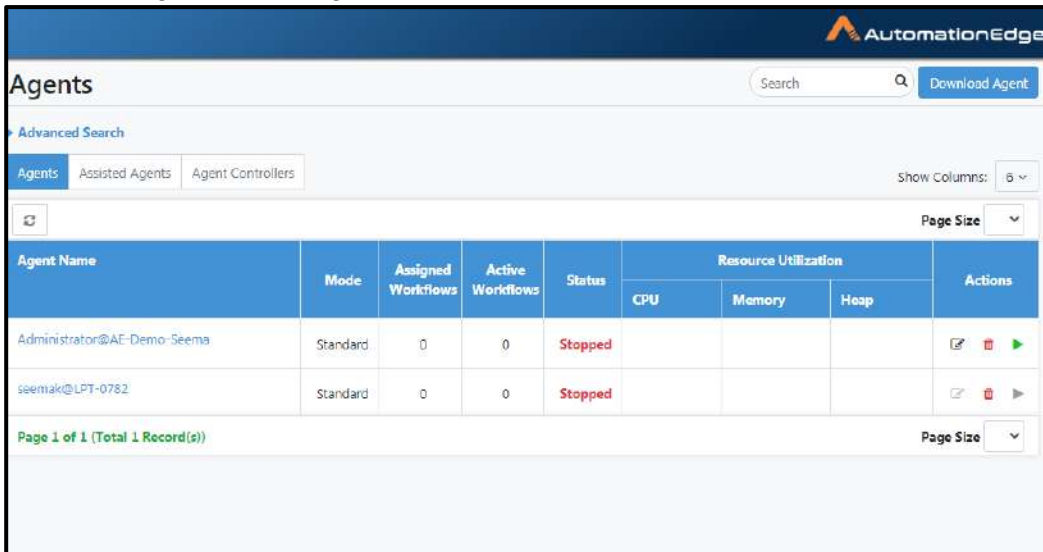 AutomationEdge
Agents
Search
Download Agent
Advanced Search
Agents Assisted Agents Agent Controllers
Show Columns: 6
Page Size
Agent Name Mode Assigned Workflows Active Workflows Status Resource Utilization Actions
CPU Memory Heap
Administrator@AE-Demo-Seema Standard 0 0 Stopped
seemak@LPT-0782 Standard 0 0 Stopped
Page 1 of 1 (Total 1 Record(s)) Page Size